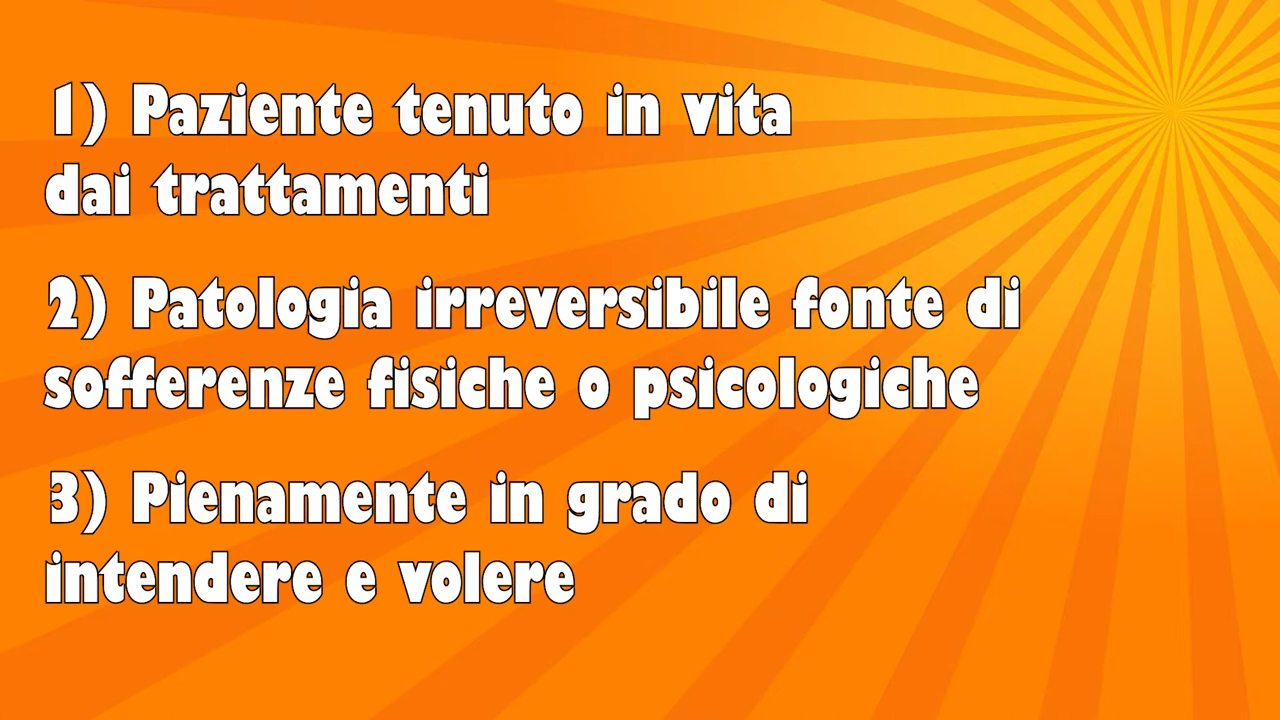 1) Paziente tenuto in vita
dai trattamenti
2) Patologia irreversibile fonte di
sofferenze fisiche o psicologiche
3) Pienamente in grado di
intendere e volere